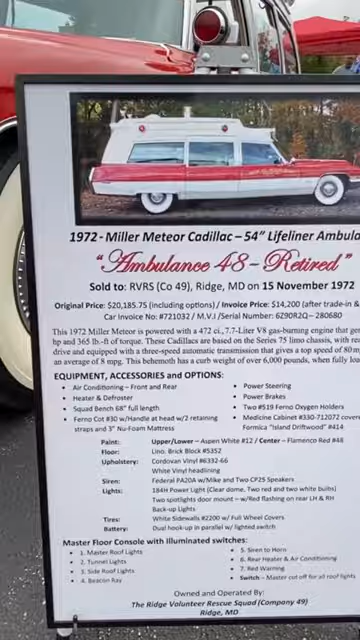 1972 - Miller Meteor Cadillac – 54" Lifeliner Ambula
"Ambulance 48 – Retired"
Sold to: RVRS (Co 49), Ridge, MD on 15 November 1972
Original Price: $20,185.75 (including options) / Invoice Price: $14,200 (after trade-in &
Car Invoice No: #721032 / M.V.I/Serial Number: 6Z90R2Q – 280680
This 1972 Miller Meteor is powered with a 472 ci, 7.7-Liter V8 gas-burning engine that ge
hp and 365 lb.-ft of torque. These Cadillacs are based on the Series 75 limo chassis, with re
drive and equipped with a three-speed automatic transmission that gives a top speed of 80 m
an average of 8 mpg. This behemoth has a curb weight of over 6,000 pounds, when fully loa
EQUIPMENT, ACCESSORIES and OPTIONS:
• Air Conditioning – Front and Rear
• Heater & Defroster
• Squad Bench 68" full length
• Ferno Cot #30 w/Handle at head w/2 retaining
straps and 3" Nu-Foam Mattress
• Power Steering
• Power Brakes
• Two #519 Ferno Oxygen Holders
• Medicine Cabinet #330-712072 cover
Formica "Island Driftwood" #414
Paint: Upper/Lower – Aspen White #12 / Center – Flamenco Red #48
Floor: Lino. Brick Block #5352
Upholstery: Cordovan Vinyl #6332-66
White Vinyl headlining
Siren: Federal PA20A w/Mike and Two CP25 Speakers
Lights: 184H Power Light (Clear dome, Two red and two white bulbs)
Two spotlights door mount – w/Red flashing on rear LH & RH
Back-up Lights
Tires: White Sidewalls #2200 w/ Full Wheel Covers
Battery: Dual hook-up in parallel w/ lighted switch
Master Floor Console with illuminated switches:
• 1. Master Roof Lights
• 2. Tunnel Lights
• 3. Side Roof Lights
• 4. Beacon Ray
• 5. Siren to Horn
• 6. Rear Heater & Air Conditioning
• 7. Red Warning
• Switch – Master cut off for all roof lights
Owned and Operated By:
The Ridge Volunteer Rescue Squad (Company 49)
Ridge, MD